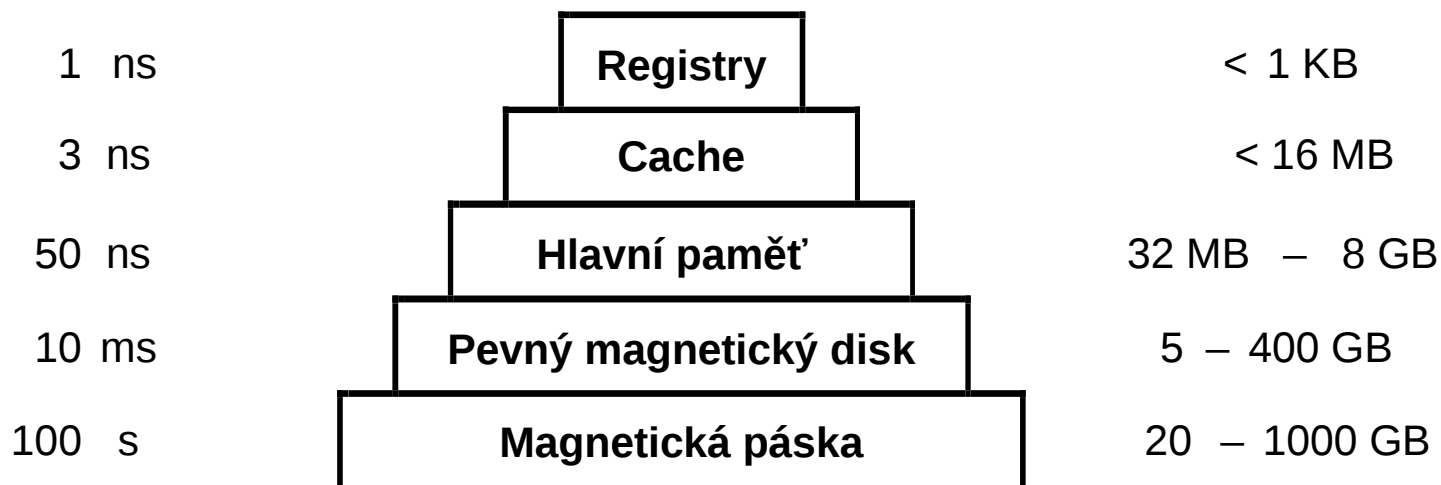 1 ns Registry < 1 KB
3 ns Cache < 16 MB
50 ns Hlavní paměť 32 MB – 8 GB
10 ms Pevný magnetický disk 5 – 400 GB
100 s Magnetická páska 20 – 1000 GB